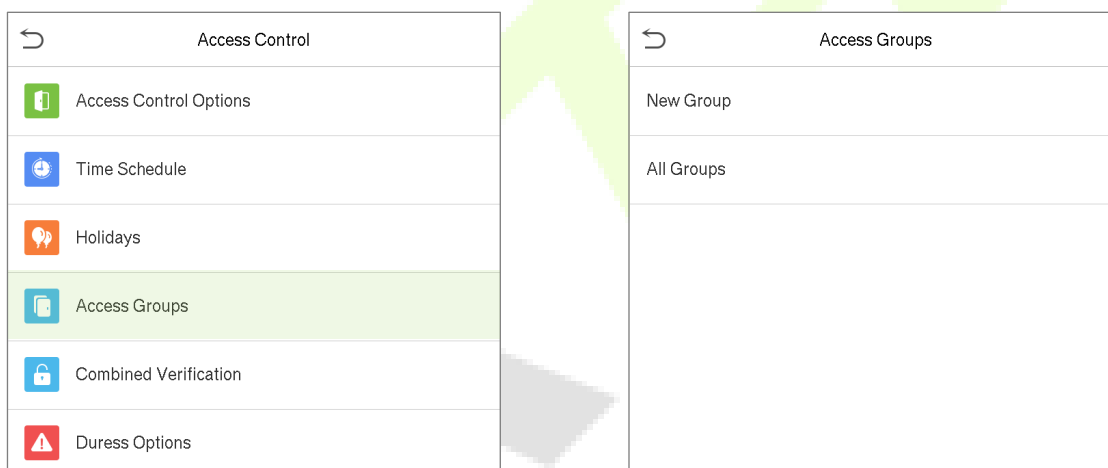 Access Control
Access Control Options
Time Schedule
Holidays
Access Groups
Combined Verification
Duress Options
Access Groups
New Group
All Groups